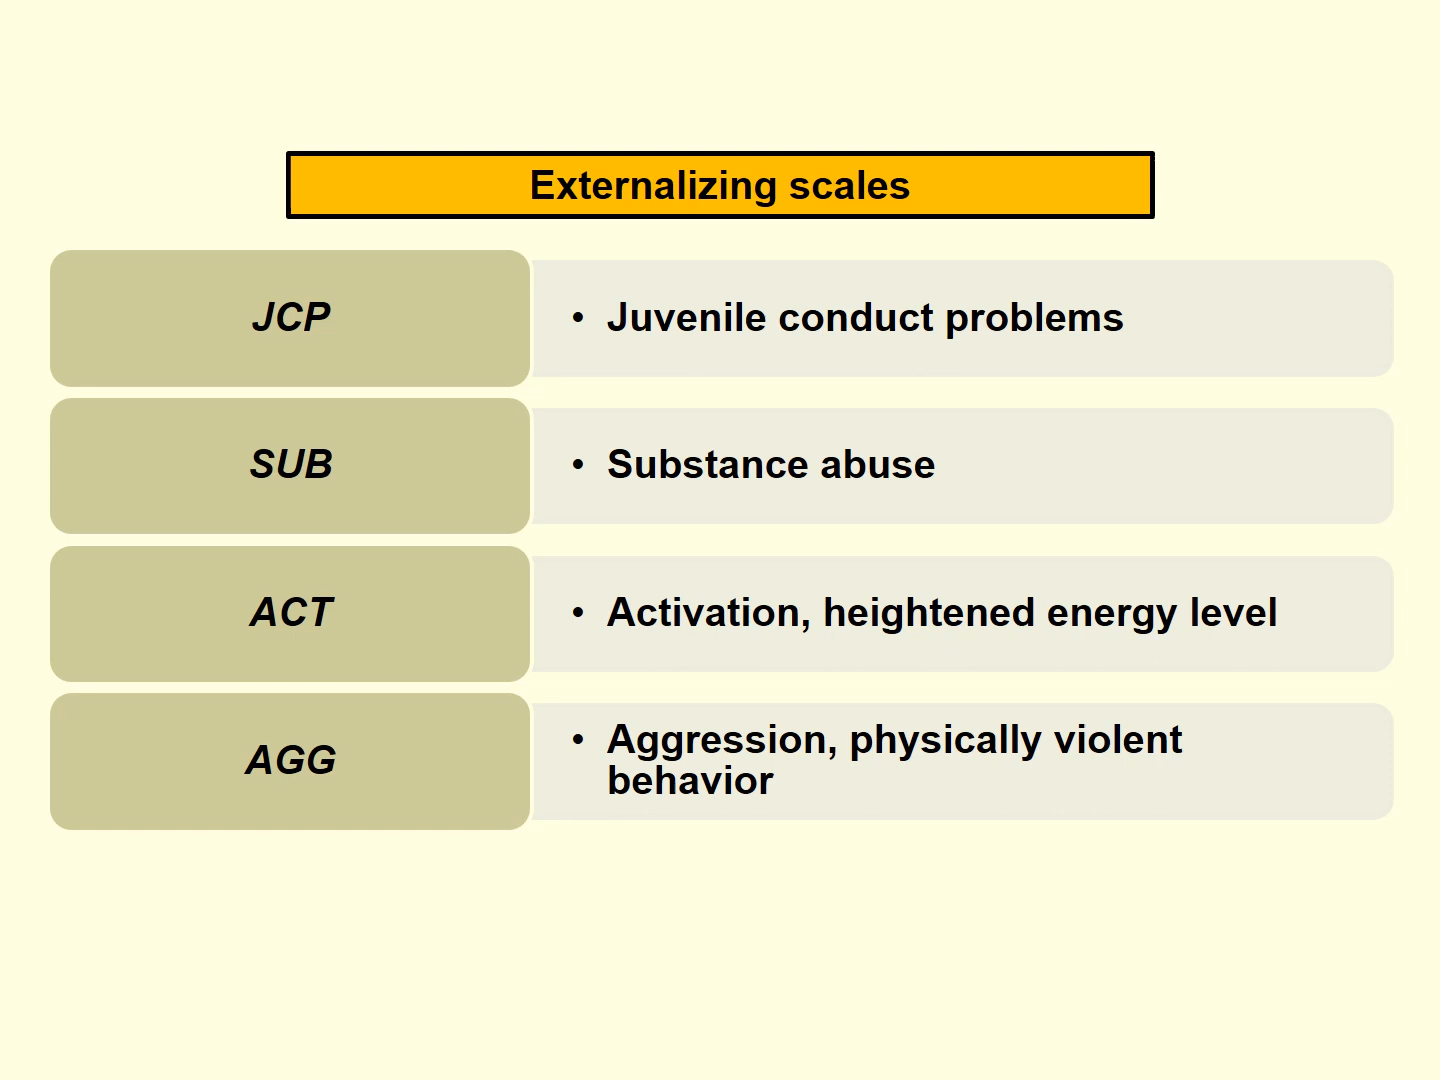 Externalizing scales
JCP
• Juvenile conduct problems
SUB
• Substance abuse
ACT
• Activation, heightened energy level
AGG
• Aggression, physically violent
behavior